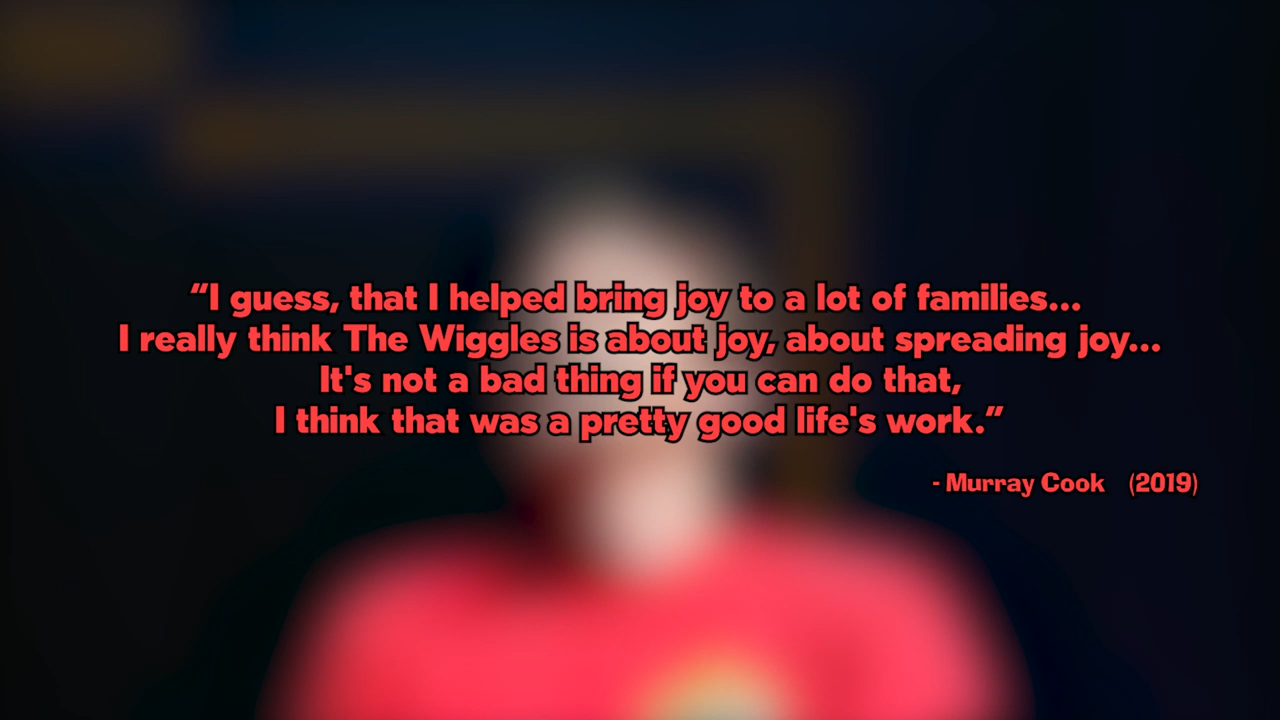 “I guess, that I helped bring joy to a lot of families...
I really think The Wiggles is about joy, about spreading joy...
It's not a bad thing if you can do that,
I think that was a pretty good life's work.”
- Murray Cook (2019)